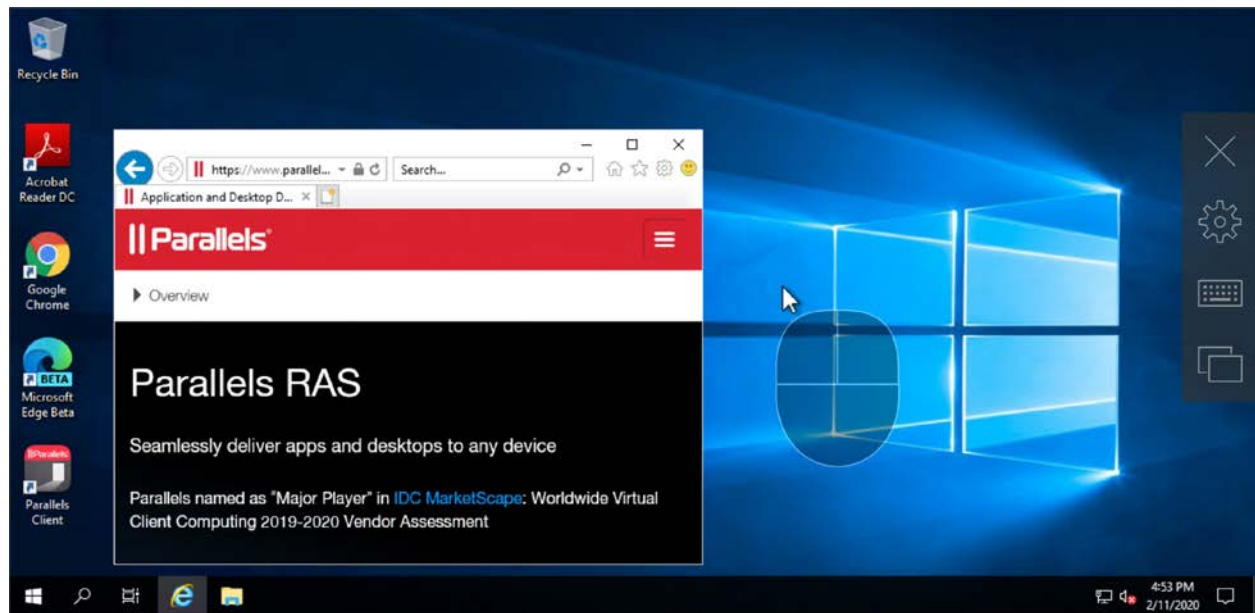 Recycle Bin
Acrobat
Reader DC
Google
Chrome
BETA
Microsoft
Edge Beta
Parallels
Client
https://www.parallel...
Search...
Application and Desktop D...
Parallels®
Overview
Parallels RAS
Seamlessly deliver apps and desktops to any device
Parallels named as "Major Player" in IDC MarketScape: Worldwide Virtual
Client Computing 2019-2020 Vendor Assessment
4:53 PM
2/11/2020